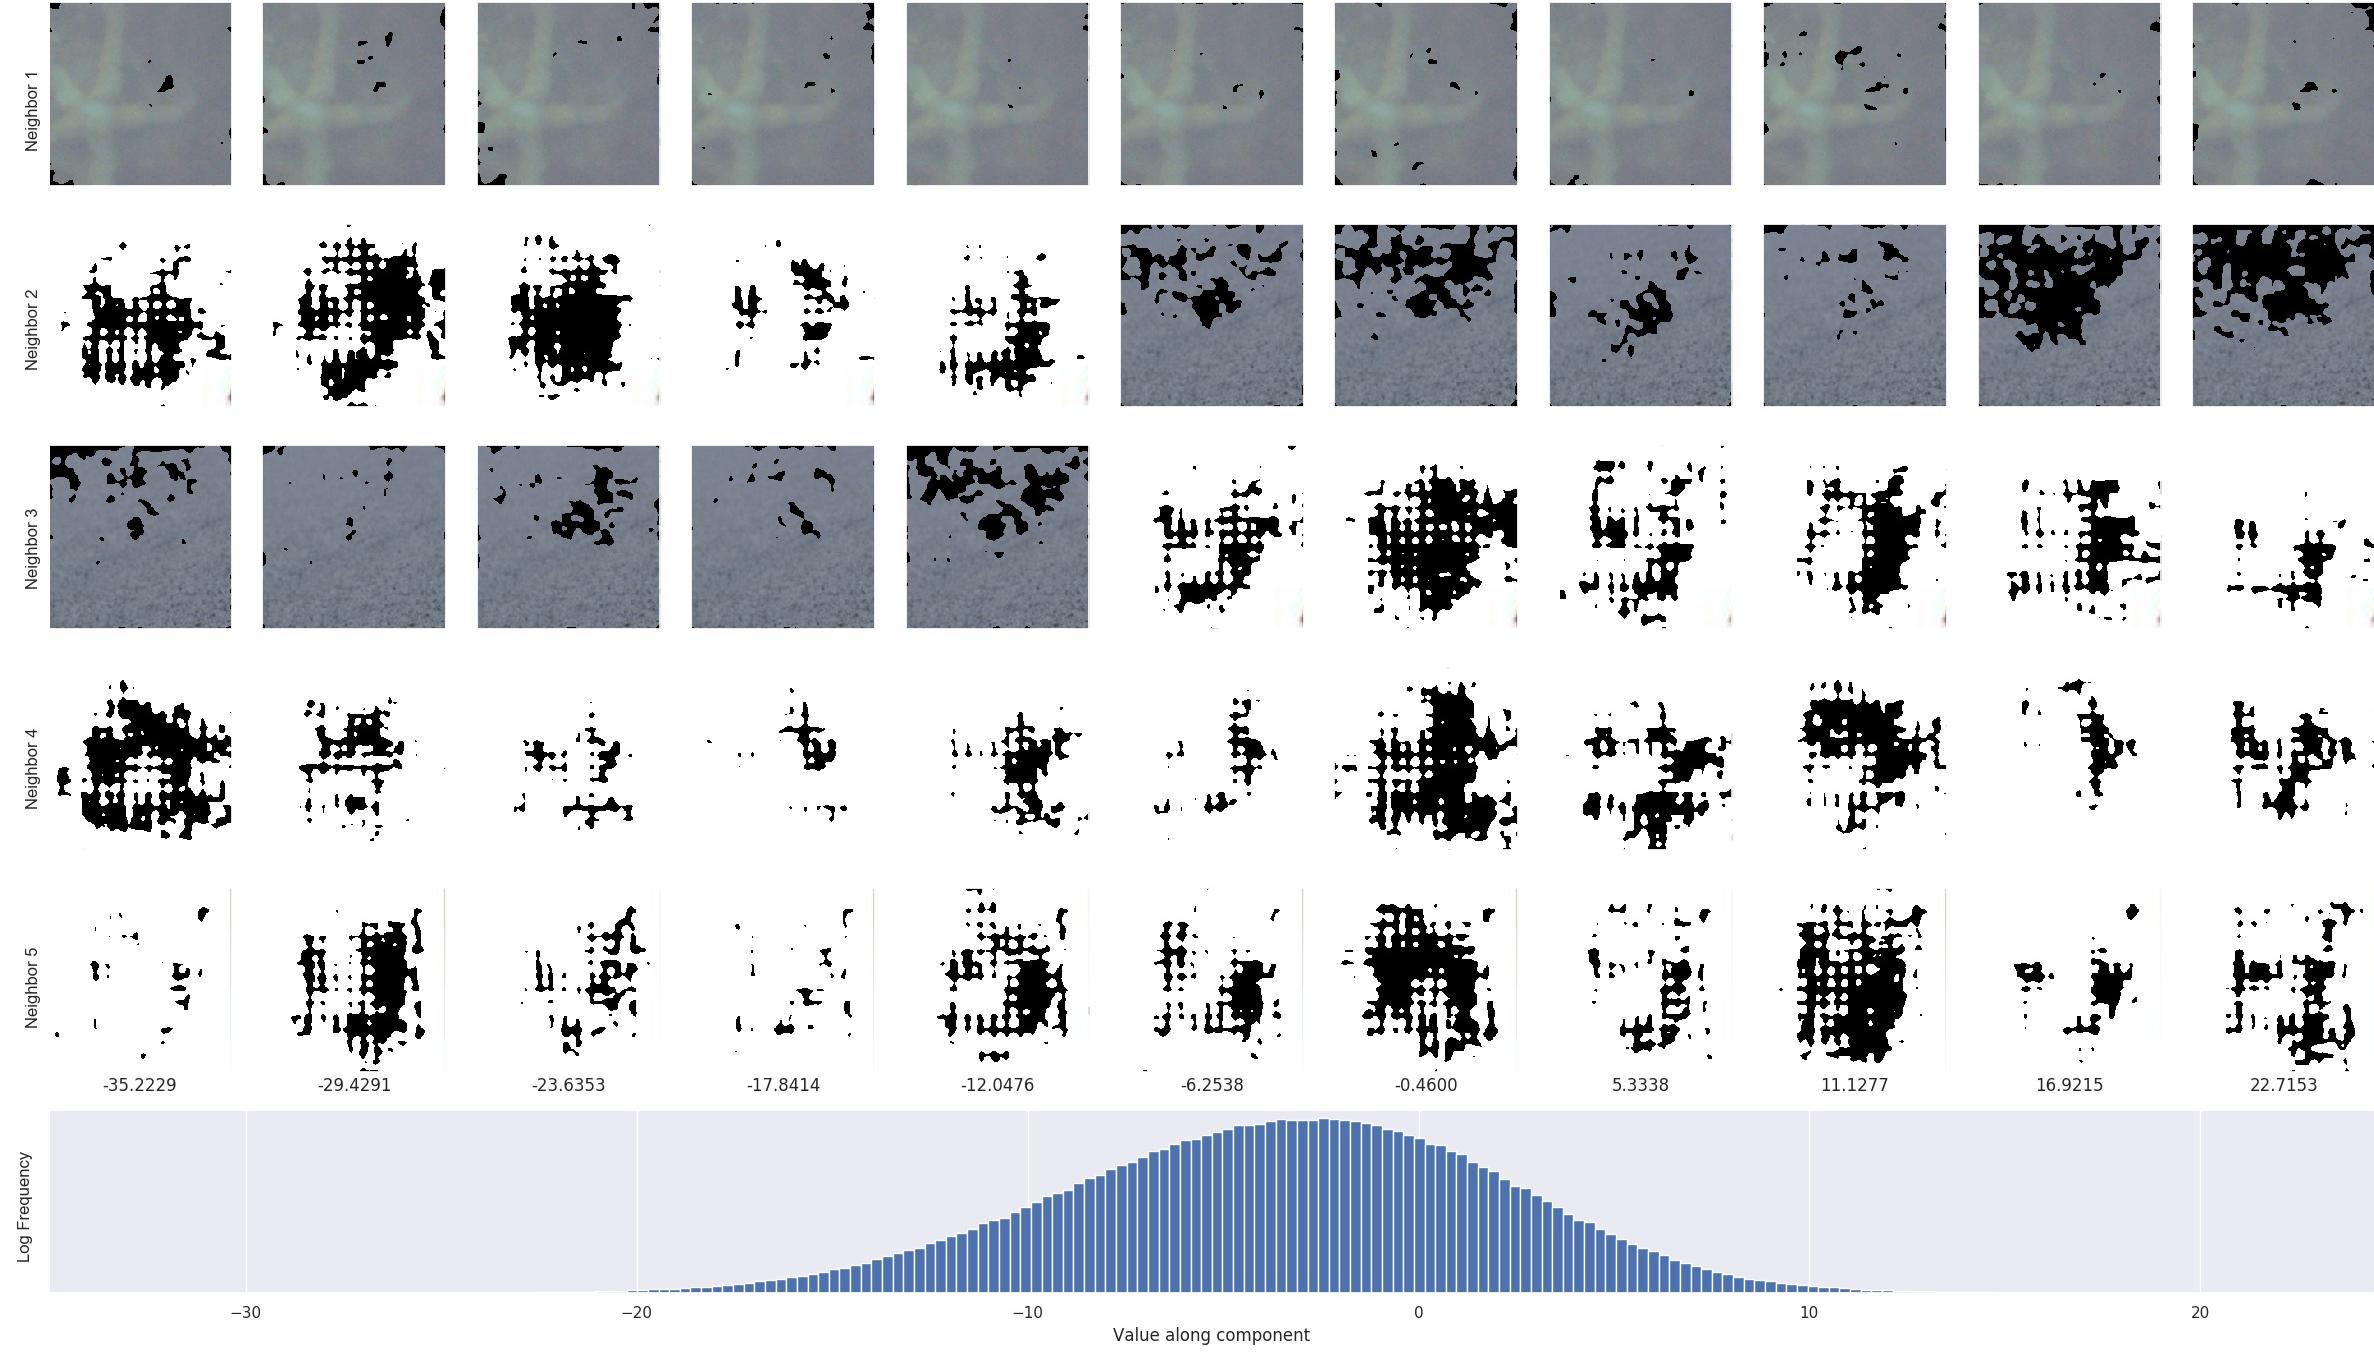 Neighbor 1
Neighbor 2
Neighbor 3
Neighbor 4
Neighbor 5
-35.2229 -29.4291 -23.6353 -17.8414 -12.0476 -6.2538 -0.4600 5.3338 11.1277 16.9215 22.7153
Log Frequency
−30 −20 −10 0 10 20
Value along component